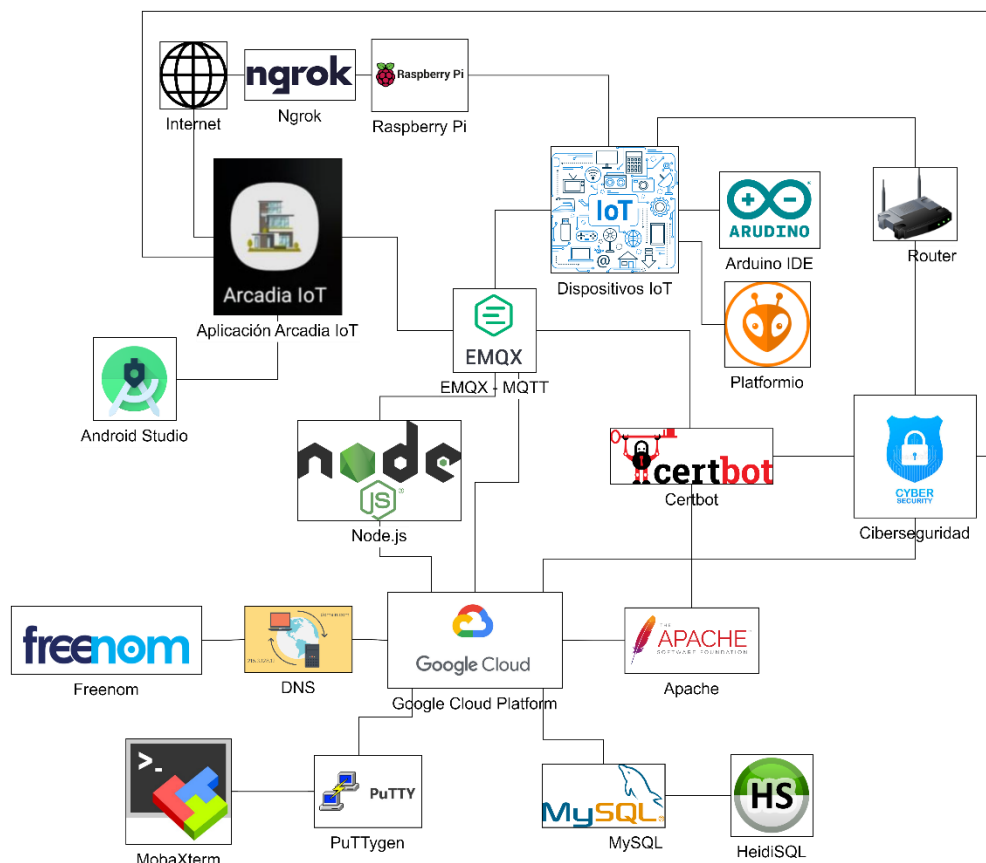 ngrok
Raspberry Pi
Internet
Ngrok
Raspberry Pi
IoT
ARUDINO
Arcadia IoT
Dispositivos IoT
Arduino IDE
Router
Aplicación Arcadia IoT
EMQX
EMQX - MQTT
Platformio
Android Studio
node
JS
certbot
CYBER
SECURITY
Node.js
Certbot
Ciberseguridad
freenom
Google Cloud
THE
APACHE
SOFTWARE FOUNDATION
Freenom
DNS
Google Cloud Platform
Apache
>_
PuTTY
MySQL
HS
MobaXterm
PuTTygen
MySQL
HeidiSQL